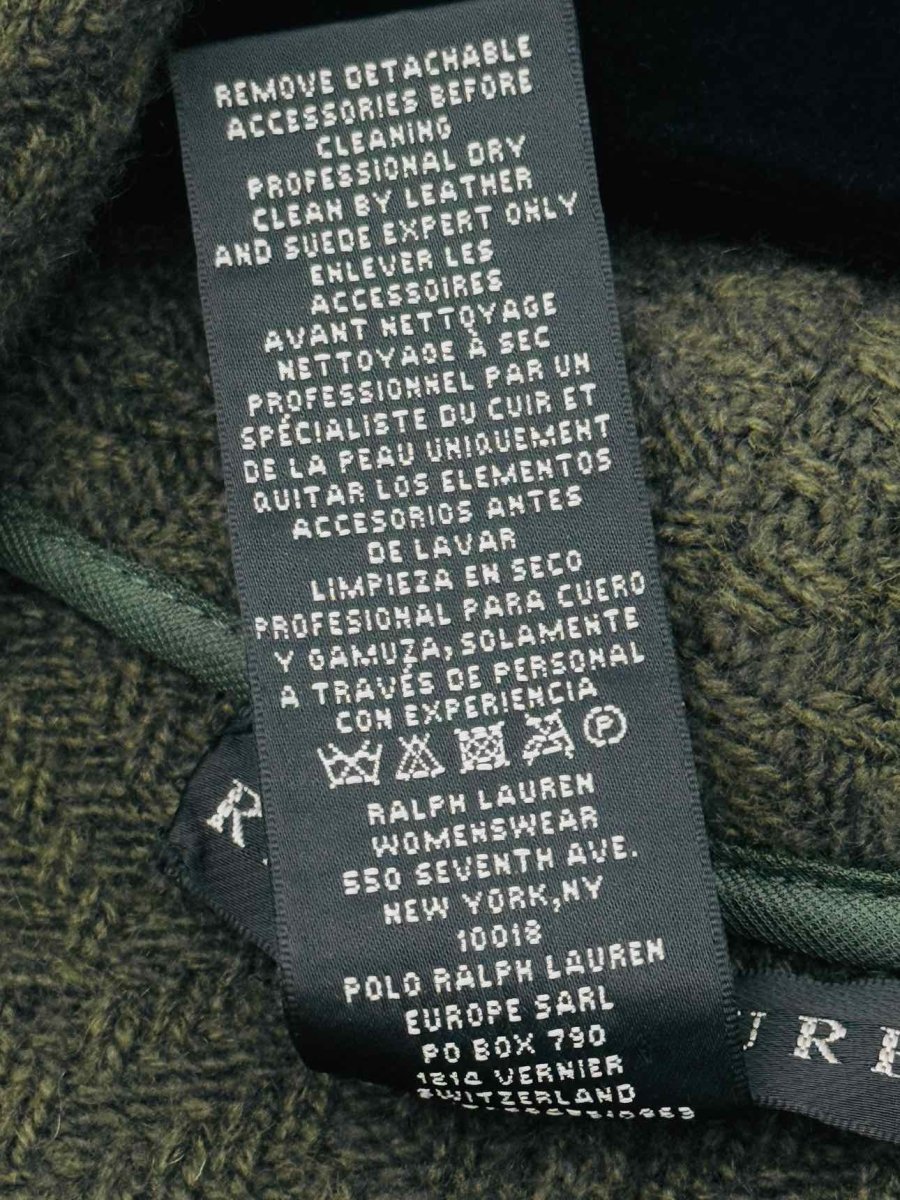 REMOVE DETACHABLE
ACCESSORIES BEFORE
CLEANING
PROFESSIONAL DRY
CLEAN BY LEATHER
AND SUEDE EXPERT ONLY
ENLEVER LES
ACCESSOIRES
AVANT NETTOYAGE
NETTOYAGE À SEC
PROFESSIONNEL PAR UN
SPÉCIALISTE DU CUIR ET
DE LA PEAU UNIQUEMENT
QUITAR LOS ELEMENTOS
ACCESORIOS ANTES
DE LAVAR
LIMPIEZA EN SECO
PROFESIONAL PARA CUERO
Y GAMUZA, SOLAMENTE
A TRAVÉS DE PERSONAL
CON EXPERIENCIA
P
RALPH LAUREN
WOMENSWEAR
550 SEVENTH AVE.
NEW YORK,NY
10018
POLO RALPH LAUREN
EUROPE SARL
PO BOX 790
1214 VERNIER
SWITZERLAND
R
URE